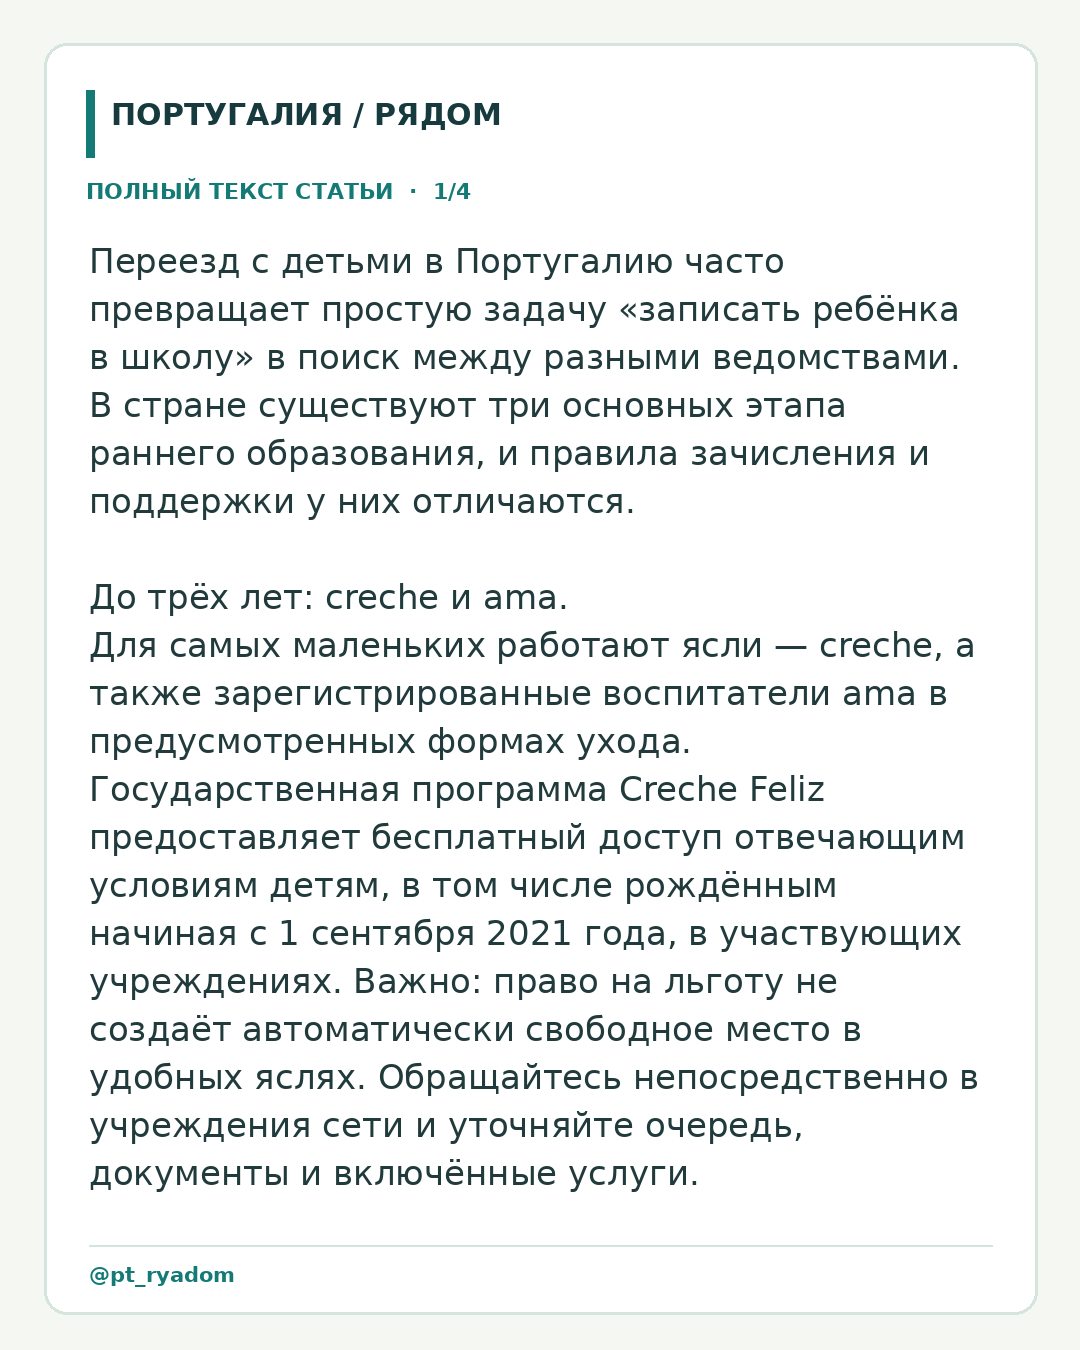 ПОРТУГАЛИЯ / РЯДОМ
ПОЛНЫЙ ТЕКСТ СТАТЬИ · 1/4
Переезд с детьми в Португалию часто
превращает простую задачу «записать ребёнка
в школу» в поиск между разными ведомствами.
В стране существуют три основных этапа
раннего образования, и правила зачисления и
поддержки у них отличаются.
До трёх лет: creche и ama.
Для самых маленьких работают ясли — creche, а
также зарегистрированные воспитатели ama в
предусмотренных формах ухода.
Государственная программа Creche Feliz
предоставляет бесплатный доступ отвечающим
условиям детям, в том числе рождённым
начиная с 1 сентября 2021 года, в участвующих
учреждениях. Важно: право на льготу не
создаёт автоматически свободное место в
удобных яслях. Обращайтесь непосредственно в
учреждения сети и уточняйте очередь,
документы и включённые услуги.
@pt_ryadom